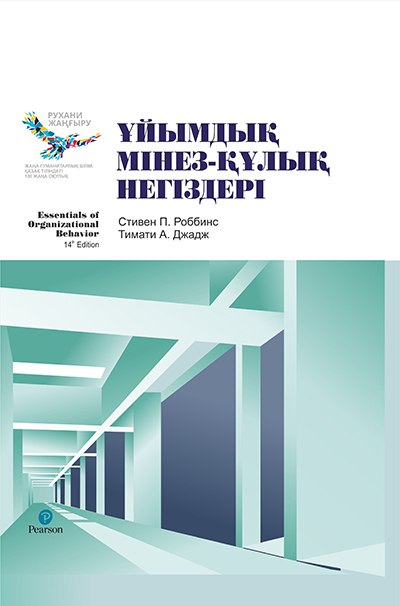 РУХАНИ
ЖАҢҒЫРУ
ЖАҢА ГУМАНИТАРЛЫҚ БІЛІМ.
ҚАЗАҚ ТІЛІНДЕГІ
100 ЖАҢА ОҚУЛЫҚ
ҰЙЫМДЫҚ
МІНЕЗ-ҚҰЛЫҚ
НЕГІЗДЕРІ
Essentials of
Organizational
Behavior
14th Edition
Стивен П. Роббинс
Тимати А. Джадж
Pearson